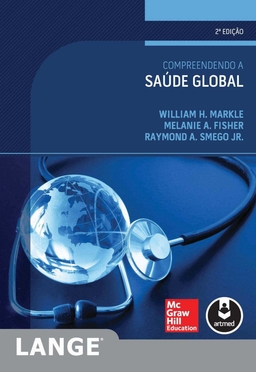 2ª EDIÇÃO
COMPREENDENDO A
SAÚDE GLOBAL
WILLIAM H. MARKLE
MELANIE A. FISHER
RAYMOND A. SMEGO JR.
Mc
Graw
Hill
Education
artmed
LANGE®